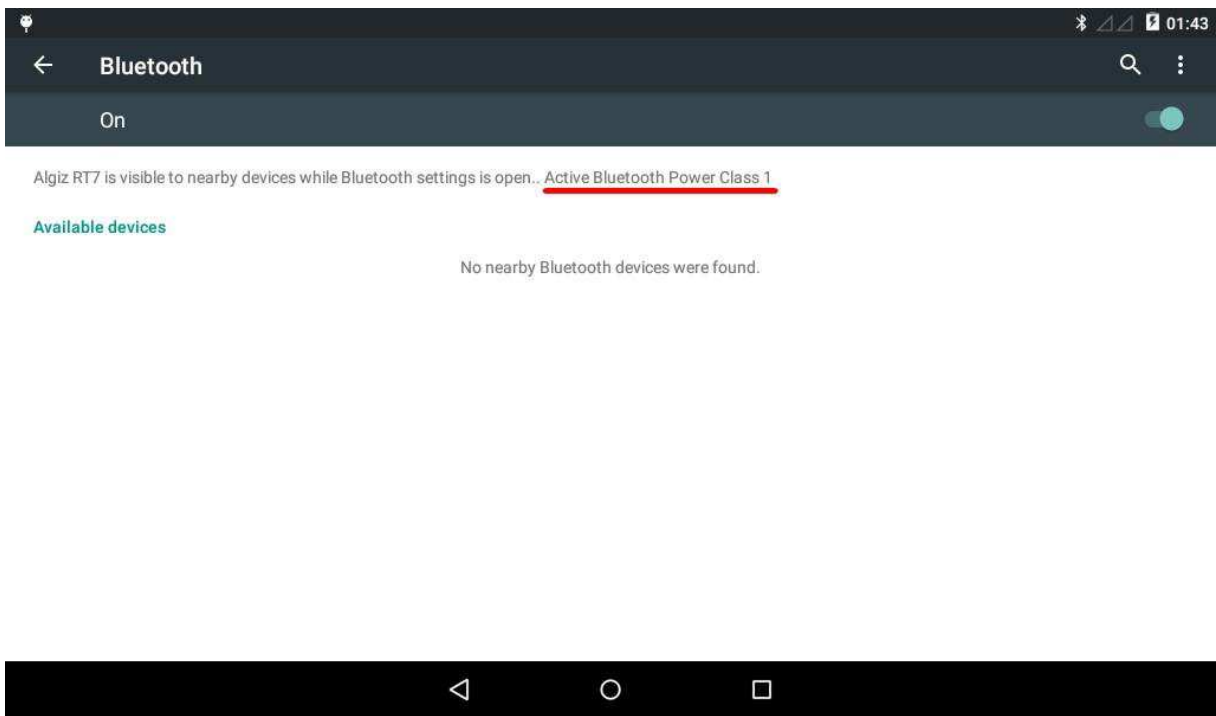 01:43
Bluetooth
On
Algiz RT7 is visible to nearby devices while Bluetooth settings is open.. Active Bluetooth Power Class 1
Available devices
No nearby Bluetooth devices were found.